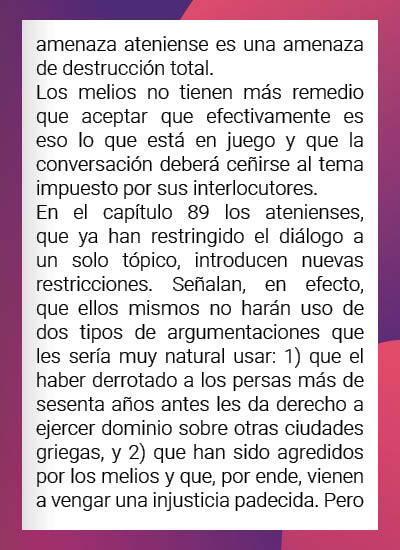 amenaza ateniense es una amenaza
de destrucción total.
Los melios no tienen más remedio
que aceptar que efectivamente es
eso lo que está en juego y que la
conversación deberá ceñirse al tema
impuesto por sus interlocutores.
En el capítulo 89 los atenienses,
que ya han restringido el diálogo a
un solo tópico, introducen nuevas
restricciones. Señalan, en efecto,
que ellos mismos no harán uso de
dos tipos de argumentaciones que
les sería muy natural usar: 1) que el
haber derrotado a los persas más de
sesenta años antes les da derecho a
ejercer dominio sobre otras ciudades
griegas, y 2) que han sido agredidos
por los melios y que, por ende, vienen
a vengar una injusticia padecida. Pero